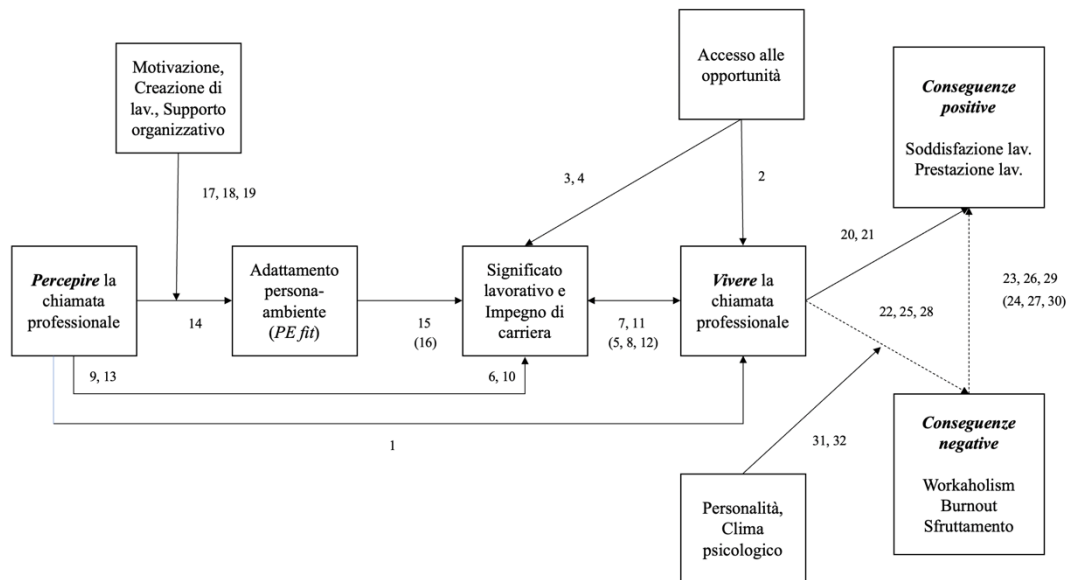 Motivazione,
Creazione di
lav., Supporto
organizzativo
Accesso alle
opportunità
Conseguenze
positive
Soddisfazione lav.
Prestazione lav.
17, 18, 19
3, 4
2
20, 21
Percepire la
chiamata
professionale
14
Adattamento
persona-
ambiente
(PE fit)
15
(16)
Significato
lavorativo e
Impegno di
carriera
7, 11
(5, 8, 12)
Vivere la
chiamata
professionale
22, 25, 28
23, 26, 29
(24, 27, 30)
9, 13
6, 10
1
31, 32
Personalità,
Clima
psicologico
Conseguenze
negative
Workaholism
Burnout
Sfruttamento